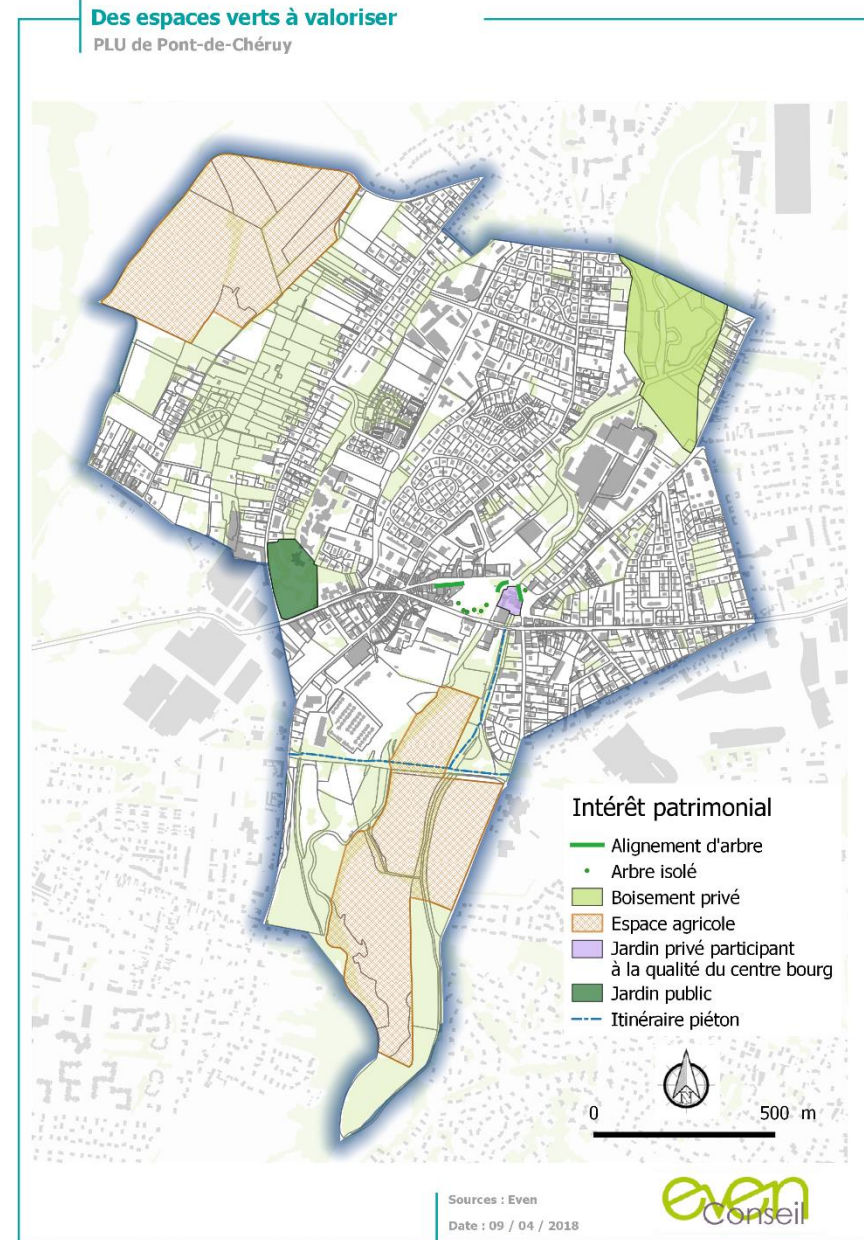 Des espaces verts à valoriser
PLU de Pont-de-Chéruy
Intérêt patrimonial
Alignement d'arbre
Arbre isolé
Boisement privé
Espace agricole
Jardin privé participant
à la qualité du centre bourg
Jardin public
Itinéraire piéton
N
0 500 m
Sources : Even
Date : 09 / 04 / 2018
even
Conseil